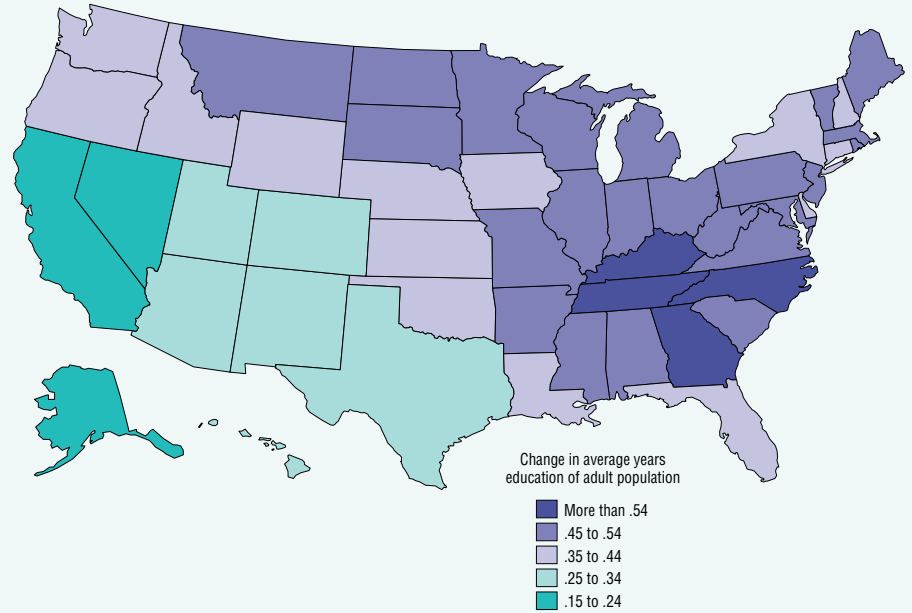 Change in average years
education of adult population
More than .54
.45 to .54
.35 to .44
.25 to .34
.15 to .24